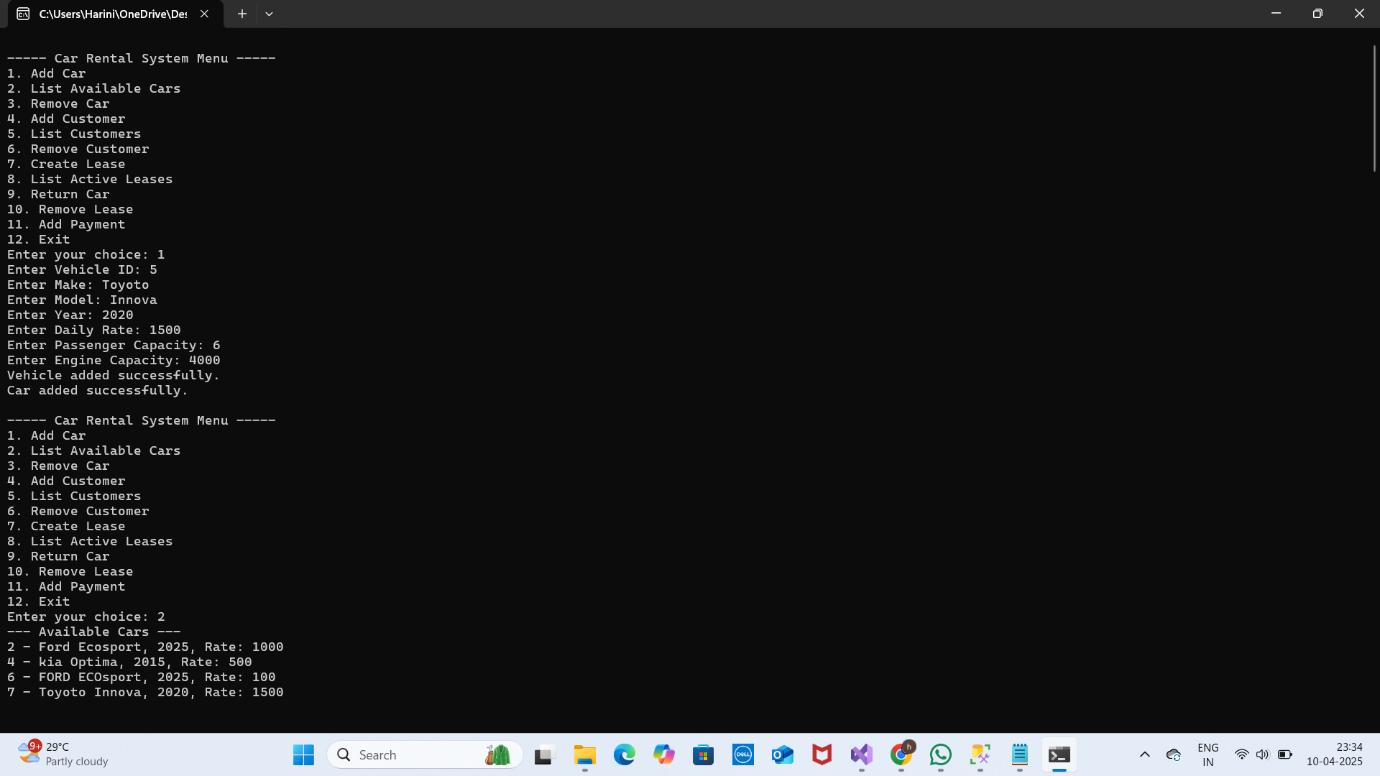 C:\Users\Harini\OneDrive\Des
----- Car Rental System Menu -----
1. Add Car
2. List Available Cars
3. Remove Car
4. Add Customer
5. List Customers
6. Remove Customer
7. Create Lease
8. List Active Leases
9. Return Car
10. Remove Lease
11. Add Payment
12. Exit
Enter your choice: 1
Enter Vehicle ID: 5
Enter Make: Toyoto
Enter Model: Innova
Enter Year: 2020
Enter Daily Rate: 1500
Enter Passenger Capacity: 6
Enter Engine Capacity: 4000
Vehicle added successfully.
Car added successfully.
----- Car Rental System Menu -----
1. Add Car
2. List Available Cars
3. Remove Car
4. Add Customer
5. List Customers
6. Remove Customer
7. Create Lease
8. List Active Leases
9. Return Car
10. Remove Lease
11. Add Payment
12. Exit
Enter your choice: 2
--- Available Cars ---
2 - Ford Ecosport, 2025, Rate: 1000
4 - kia Optima, 2015, Rate: 500
6 - FORD ECOsport, 2025, Rate: 100
7 - Toyoto Innova, 2020, Rate: 1500
9+
29°C
Partly cloudy
Search
DELL
h
ENG
IN
23:34
10-04-2025